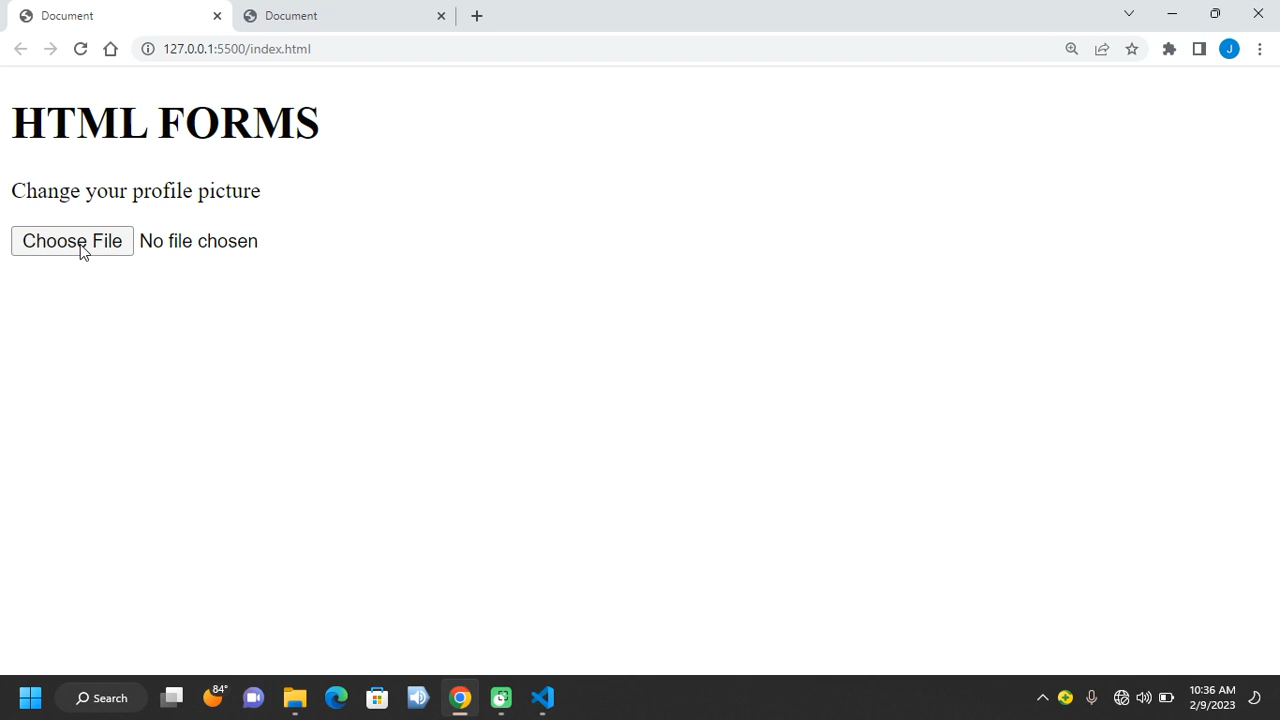 Document
Document
127.0.0.1:5500/index.html
J
HTML FORMS
Change your profile picture
Choose File No file chosen
Search
84°
10:36 AM
2/9/2023